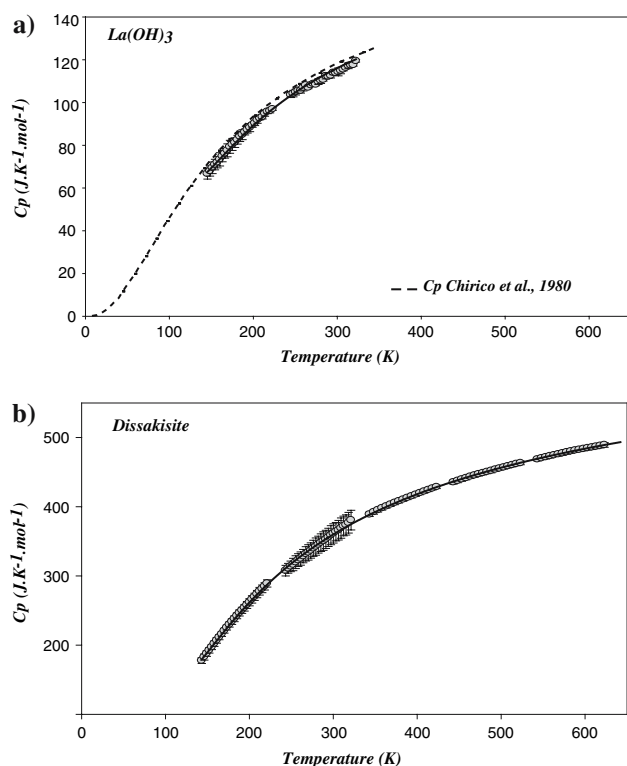 a)
La(OH)3
140
120
100
80
60
40
20
0
Cp (J.K-1.mol-1)
Cp Chirico et al., 1980
0 100 200 300 400 500 600
Temperature (K)
b)
Dissakisite
500
400
300
200
Cp (J.K-1.mol-1)
0 100 200 300 400 500 600
Temperature (K)